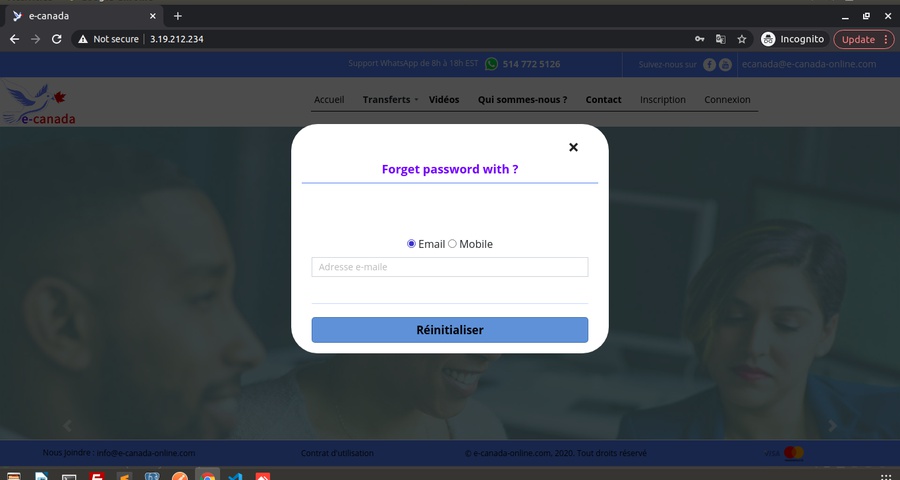 e-canada
Incognito
Update
Not secure
3.19.212.234
Support WhatsApp de 8h à 18h EST 514 772 5126
Suivez-nous sur
ecanada@e-canada-online.com
e-canada
Accueil Transferts Vidéos Qui sommes-nous ? Contact Inscription Connexion
Forget password with ?
Email Mobile
Adresse e-maile
Réinitialiser
Nous Joindre : info@e-canada-online.com Contrat d'utilisation © e-canada-online.com, 2020. Tout droits réservé VISA